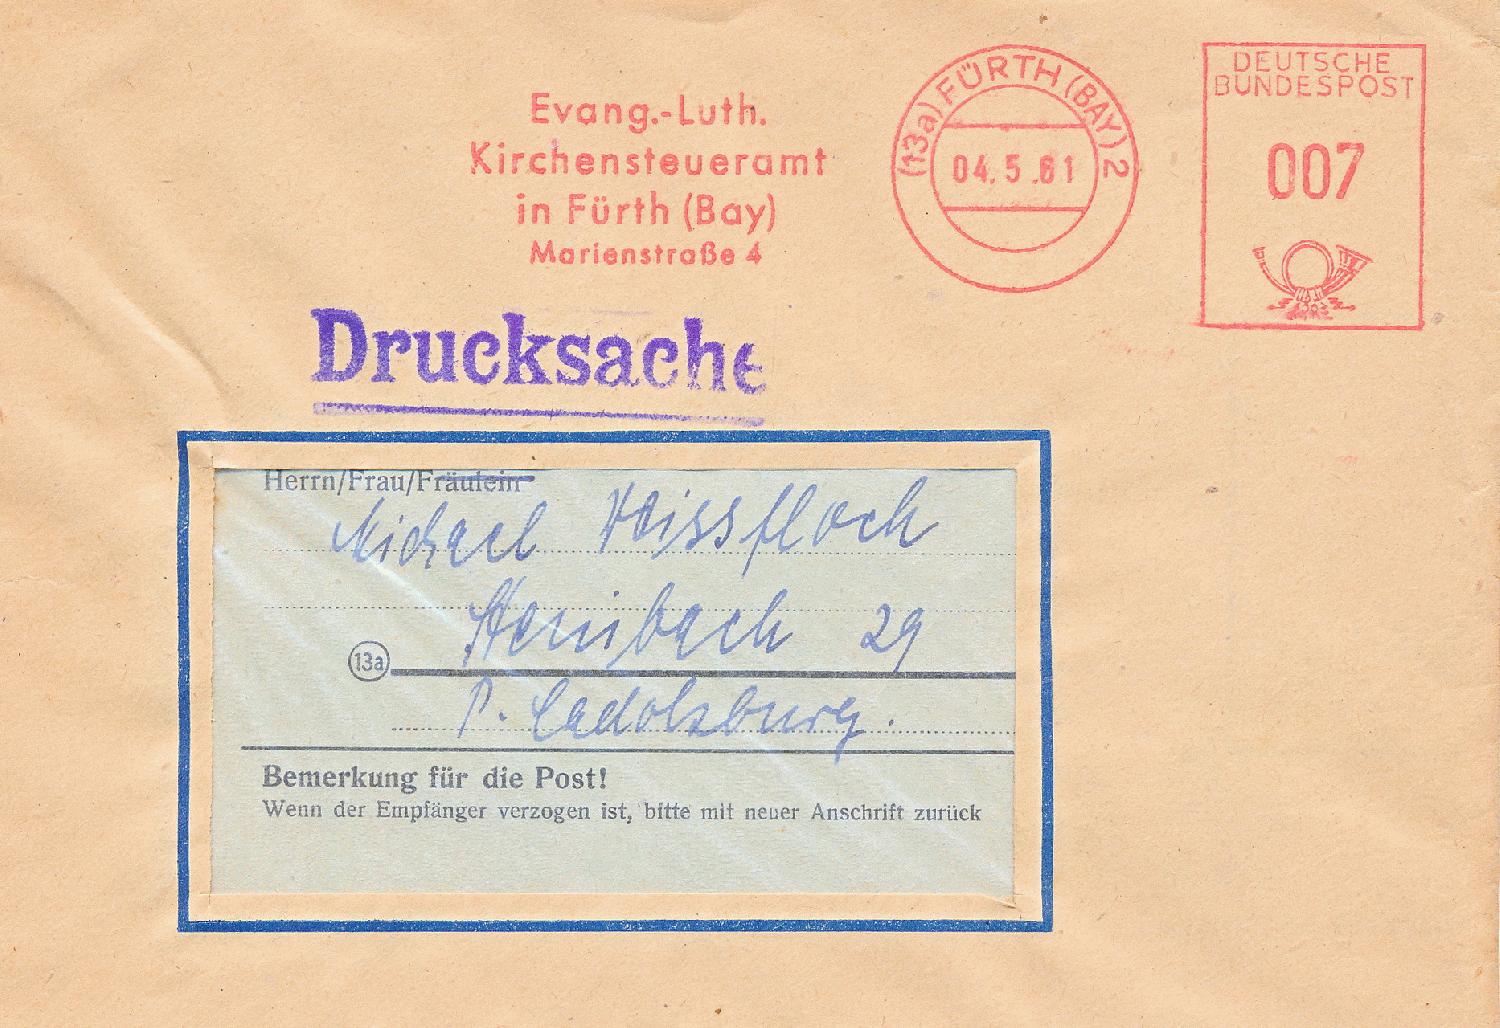 Evang.-Luth.
Kirchensteueramt
in Fürth (Bay)
Marienstraße 4
(13a) FÜRTH (BAY) 2
04.5.61
DEUTSCHE
BUNDESPOST
007
Drucksache
Herrn/Frau/Fräulein
Michael Weissfloch
29
13a
P. Cadolzburg.
Bemerkung für die Post!
Wenn der Empfänger verzogen ist, bitte mit neuer Anschrift zurück